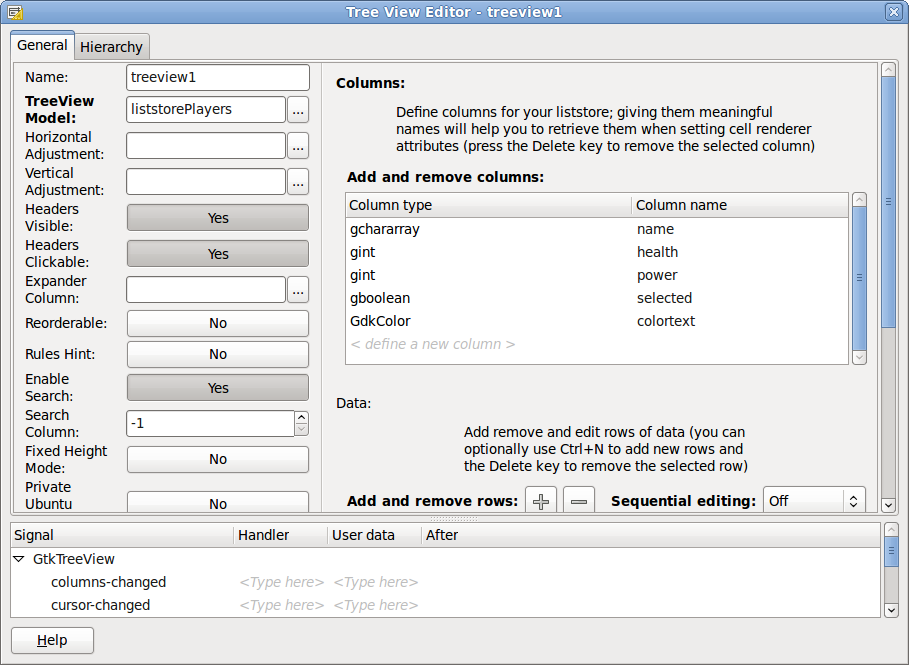 Tree View Editor - treeview1
General
Hierarchy
Name:
treeview1
TreeView
Model:
liststorePlayers
...
Horizontal
Adjustment:
...
Vertical
Adjustment:
...
Headers
Visible:
Yes
Headers
Clickable:
Yes
Expander
Column:
...
Reorderable:
No
Rules Hint:
No
Enable
Search:
Yes
Search
Column:
-1
Fixed Height
Mode:
No
Private
Ubuntu
No
Columns:
Define columns for your liststore; giving them meaningful
names will help you to retrieve them when setting cell renderer
attributes (press the Delete key to remove the selected column)
Add and remove columns:
Column type Column name
gchararray name
gint health
gint power
gboolean selected
GdkColor colortext
< define a new column >
Data:
Add remove and edit rows of data (you can
optionally use Ctrl+N to add new rows and
the Delete key to remove the selected row)
Add and remove rows: Sequential editing: Off
Signal Handler User data After
GtkTreeView
columns-changed <Type here> <Type here>
cursor-changed <Type here> <Type here>
Help